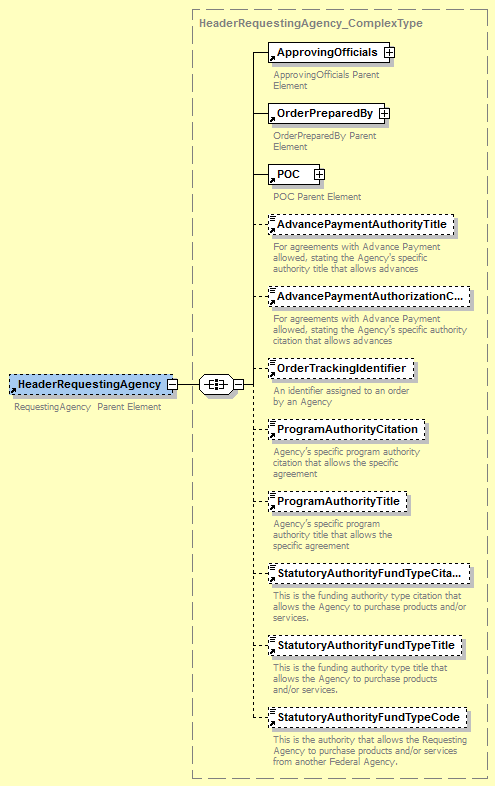 HeaderRequestingAgency_ComplexType
ApprovingOfficials
ApprovingOfficials Parent
Element
OrderPreparedBy
OrderPreparedBy Parent
Element
POC
POC Parent Element
AdvancePaymentAuthorityTitle
For agreements with Advance Payment
allowed, stating the Agency's specific
authority title that allows advances
AdvancePaymentAuthorizationC...
For agreements with Advance Payment
allowed, stating the Agency's specific authority
citation that allows advances
OrderTrackingIdentifier
An identifier assigned to an order
by an Agency
HeaderRequestingAgency
RequestingAgency Parent Element
ProgramAuthorityCitation
Agency's specific program authority
citation that allows the specific
agreement
ProgramAuthorityTitle
Agency's specific program
authority title that allows the
specific agreement
StatutoryAuthorityFundTypeCita...
This is the funding authority type citation that
allows the Agency to purchase products and/or
services.
StatutoryAuthorityFundTypeTitle
This is the funding authority type title that
allows the Agency to purchase products
and/or services.
StatutoryAuthorityFundTypeCode
This is the authority that allows the Requesting
Agency to purchase products and/or services
from another Federal Agency.